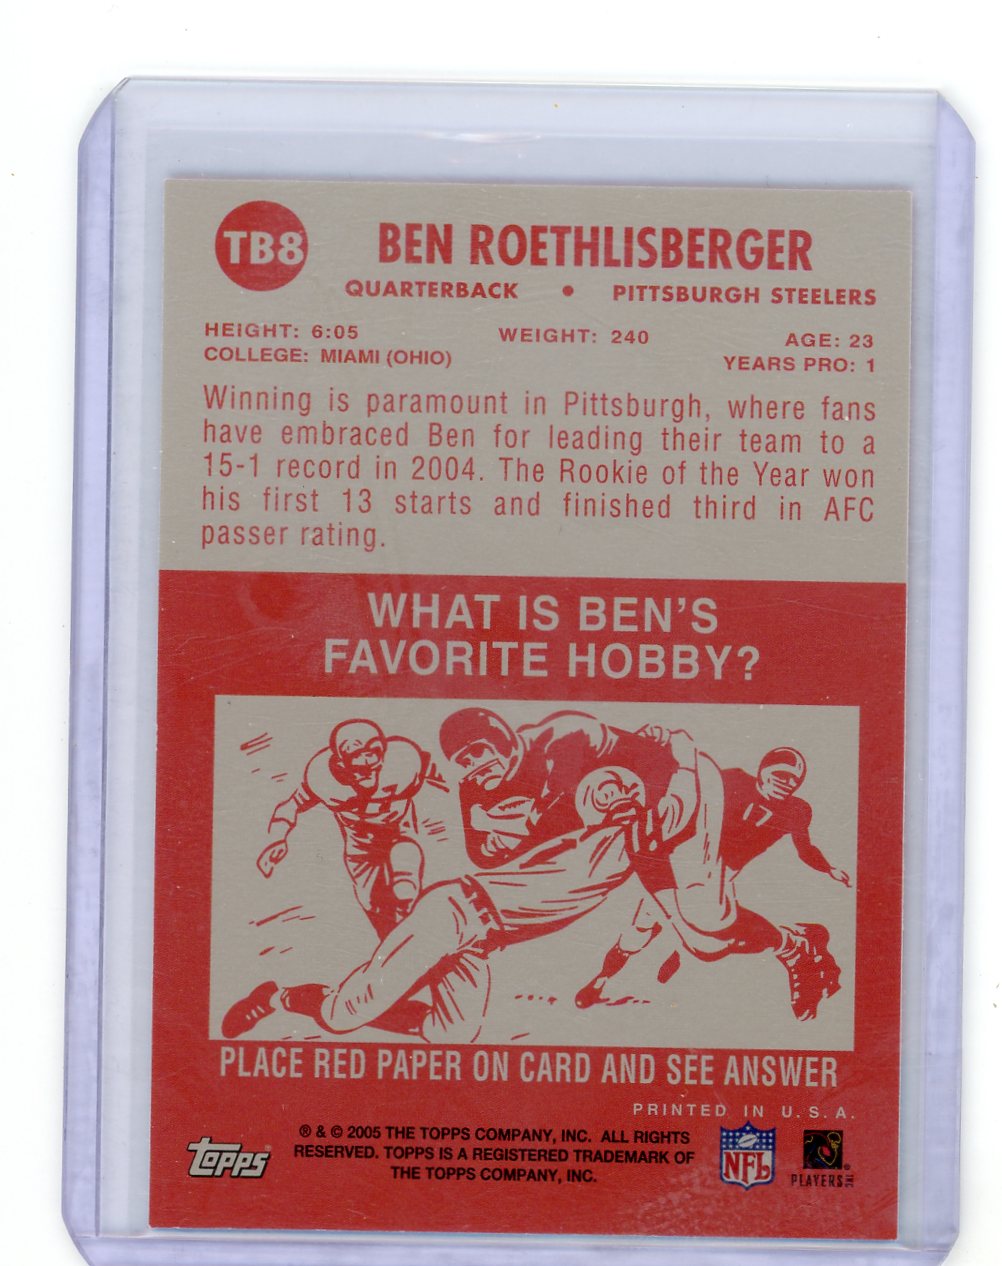 TB8
BEN ROETHLISBERGER
QUARTERBACK • PITTSBURGH STEELERS
HEIGHT: 6:05 WEIGHT: 240 AGE: 23
COLLEGE: MIAMI (OHIO) YEARS PRO: 1
Winning is paramount in Pittsburgh, where fans
have embraced Ben for leading their team to a
15-1 record in 2004. The Rookie of the Year won
his first 13 starts and finished third in AFC
passer rating.
WHAT IS BEN'S
FAVORITE HOBBY?
17
PLACE RED PAPER ON CARD AND SEE ANSWER
PRINTED IN U.S.A.
topps®
® & © 2005 THE TOPPS COMPANY, INC. ALL RIGHTS
RESERVED. TOPPS IS A REGISTERED TRADEMARK OF
THE TOPPS COMPANY, INC.
NFL
PLAYERS INC